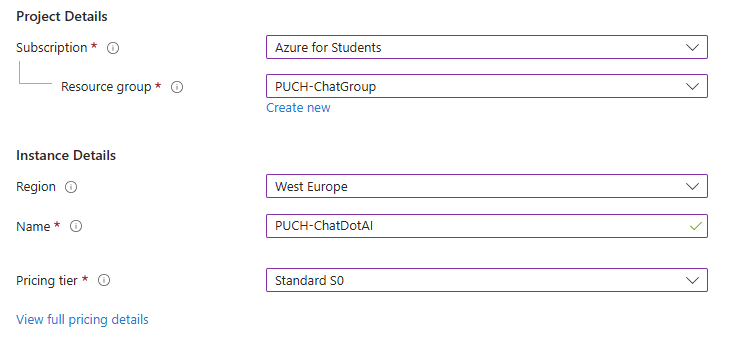 Project Details
Subscription *
Azure for Students
Resource group *
PUCH-ChatGroup
Create new
Instance Details
Region
West Europe
Name *
PUCH-ChatDotAI
Pricing tier *
Standard S0
View full pricing details